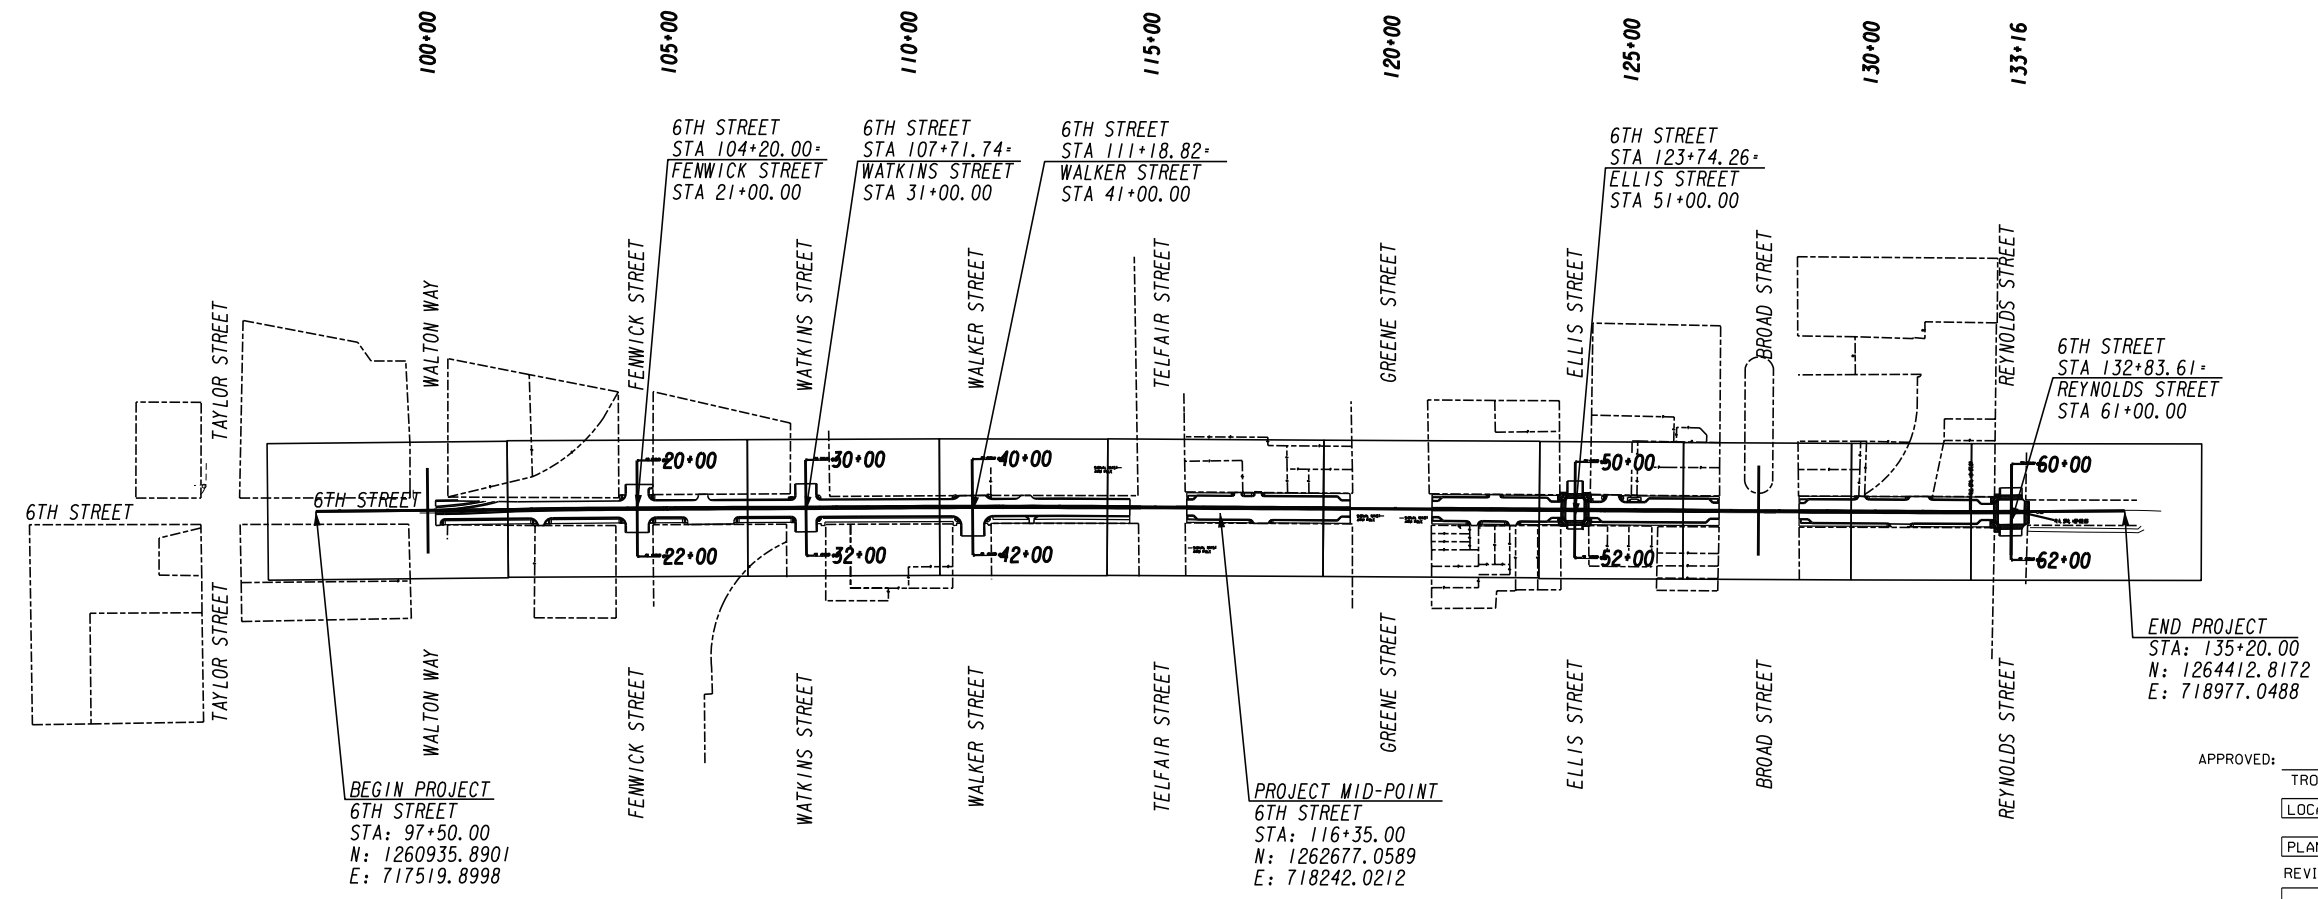 100+00
105+00
110+00
115+00
120+00
125+00
130+00
133+16
6TH STREET
STA 104+20.00=
FENWICK STREET
STA 21+00.00
6TH STREET
STA 107+71.74=
WATKINS STREET
STA 31+00.00
6TH STREET
STA 111+18.82=
WALKER STREET
STA 41+00.00
6TH STREET
STA 123+74.26=
ELLIS STREET
STA 51+00.00
6TH STREET
STA 132+83.61=
REYNOLDS STREET
STA 61+00.00
TAYLOR STREET
WALTON WAY
FENWICK STREET
WATKINS STREET
WALKER STREET
TELFAIR STREET
GREENE STREET
ELLIS STREET
BROAD STREET
REYNOLDS STREET
20+00
30+00
40+00
50+00
60+00
6TH STREET
6TH STREET
22+00
32+00
42+00
52+00
62+00
TAYLOR STREET
WALTON WAY
FENWICK STREET
WATKINS STREET
WALKER STREET
TELFAIR STREET
GREENE STREET
ELLIS STREET
BROAD STREET
REYNOLDS STREET
END PROJECT
STA: 135+20.00
N: 1264412.8172
E: 718977.0488
BEGIN PROJECT
6TH STREET
STA: 97+50.00
N: 1260935.8901
E: 717519.8998
PROJECT MID-POINT
6TH STREET
STA: 116+35.00
N: 1262677.0589
E: 718242.0212
APPROVED:
TRO
LOCA
PLAN
REVI